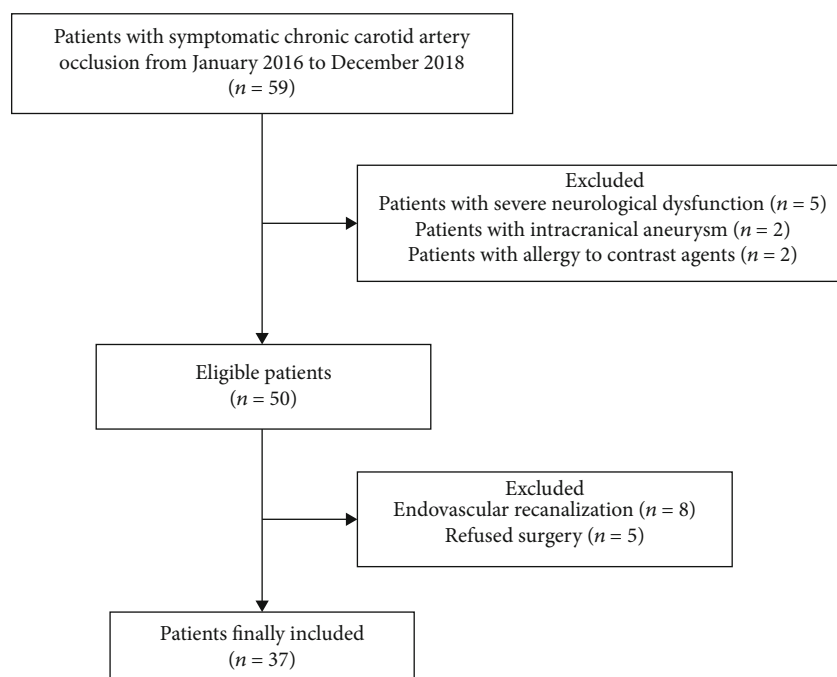 Patients with symptomatic chronic carotid artery
occlusion from January 2016 to December 2018
(n = 59)
Excluded
Patients with severe neurological dysfunction (n = 5)
Patients with intracranical aneurysm (n = 2)
Patients with allergy to contrast agents (n = 2)
Eligible patients
(n = 50)
Excluded
Endovascular recanalization (n = 8)
Refused surgery (n = 5)
Patients finally included
(n = 37)